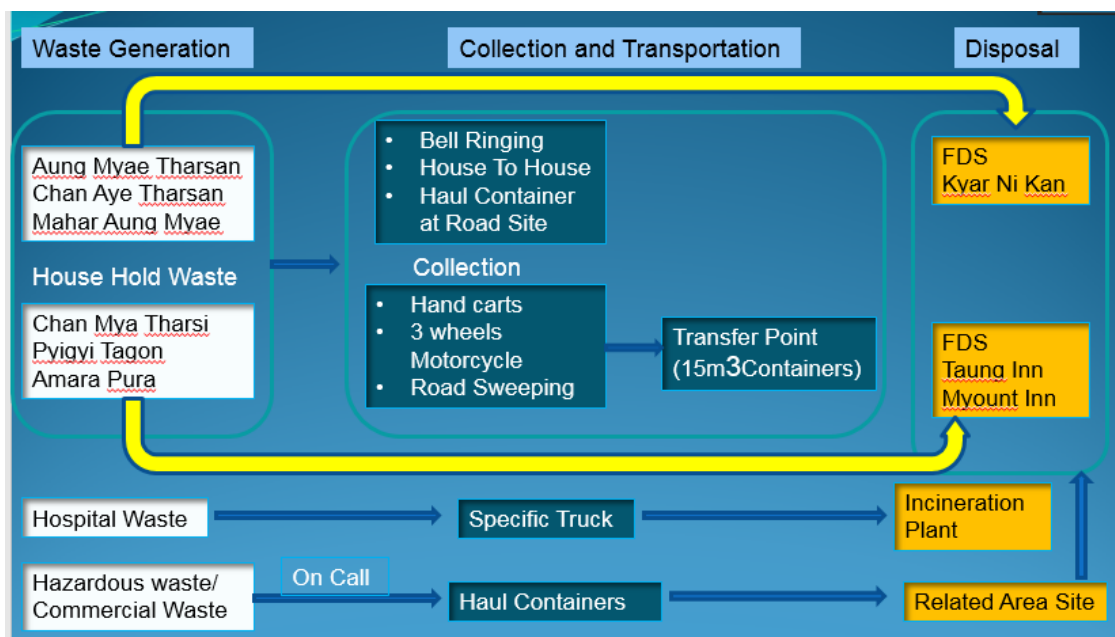 Waste Generation
Collection and Transportation
Disposal
Aung Myae Tharsan
Chan Aye Tharsan
Mahar Aung Myae
House Hold Waste
Chan Mya Tharsi
Pyigyi Tagon
Amara Pura
• Bell Ringing
• House To House
• Haul Container
at Road Site
Collection
• Hand carts
• 3 wheels
Motorcycle
• Road Sweeping
Transfer Point
(15m3Containers)
FDS
Kyar Ni Kan
FDS
Taung Inn
Myount Inn
Hospital Waste
Specific Truck
Incineration
Plant
Hazardous waste/
Commercial Waste
On Call
Haul Containers
Related Area Site